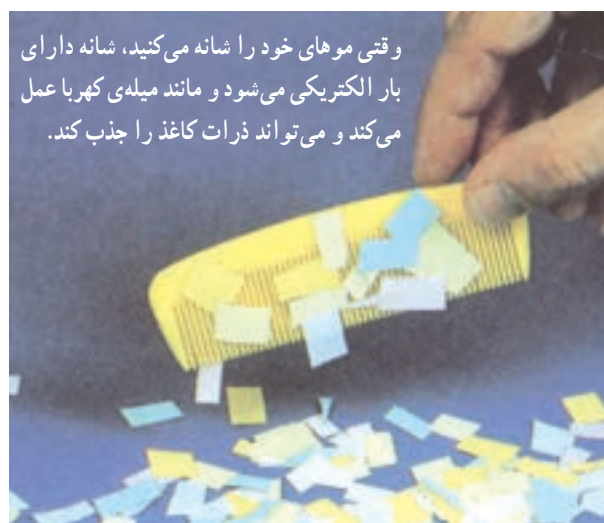 وقتی موهای خود را شانه می‌کنید، شانه دارای
بار الکتریکی می‌شود و مانند میله‌ی کهربا عمل
می‌کند و می‌تواند ذرات کاغذ را جذب کند.